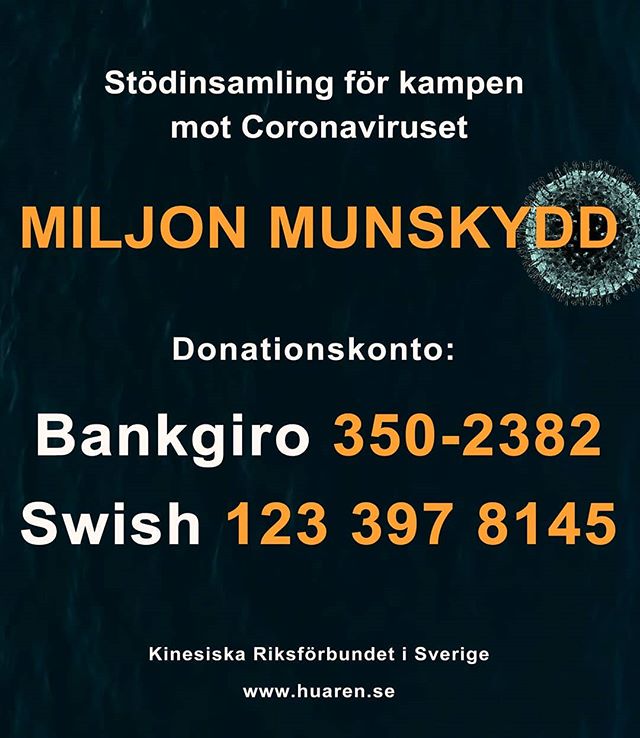 Stödinsamling för kampen
mot Coronaviruset
MILJON MUNSKYDD
Donationskonto:
Bankgiro 350-2382
Swish 123 397 8145
Kinesiska Riksförbundet i Sverige
www.huaren.se